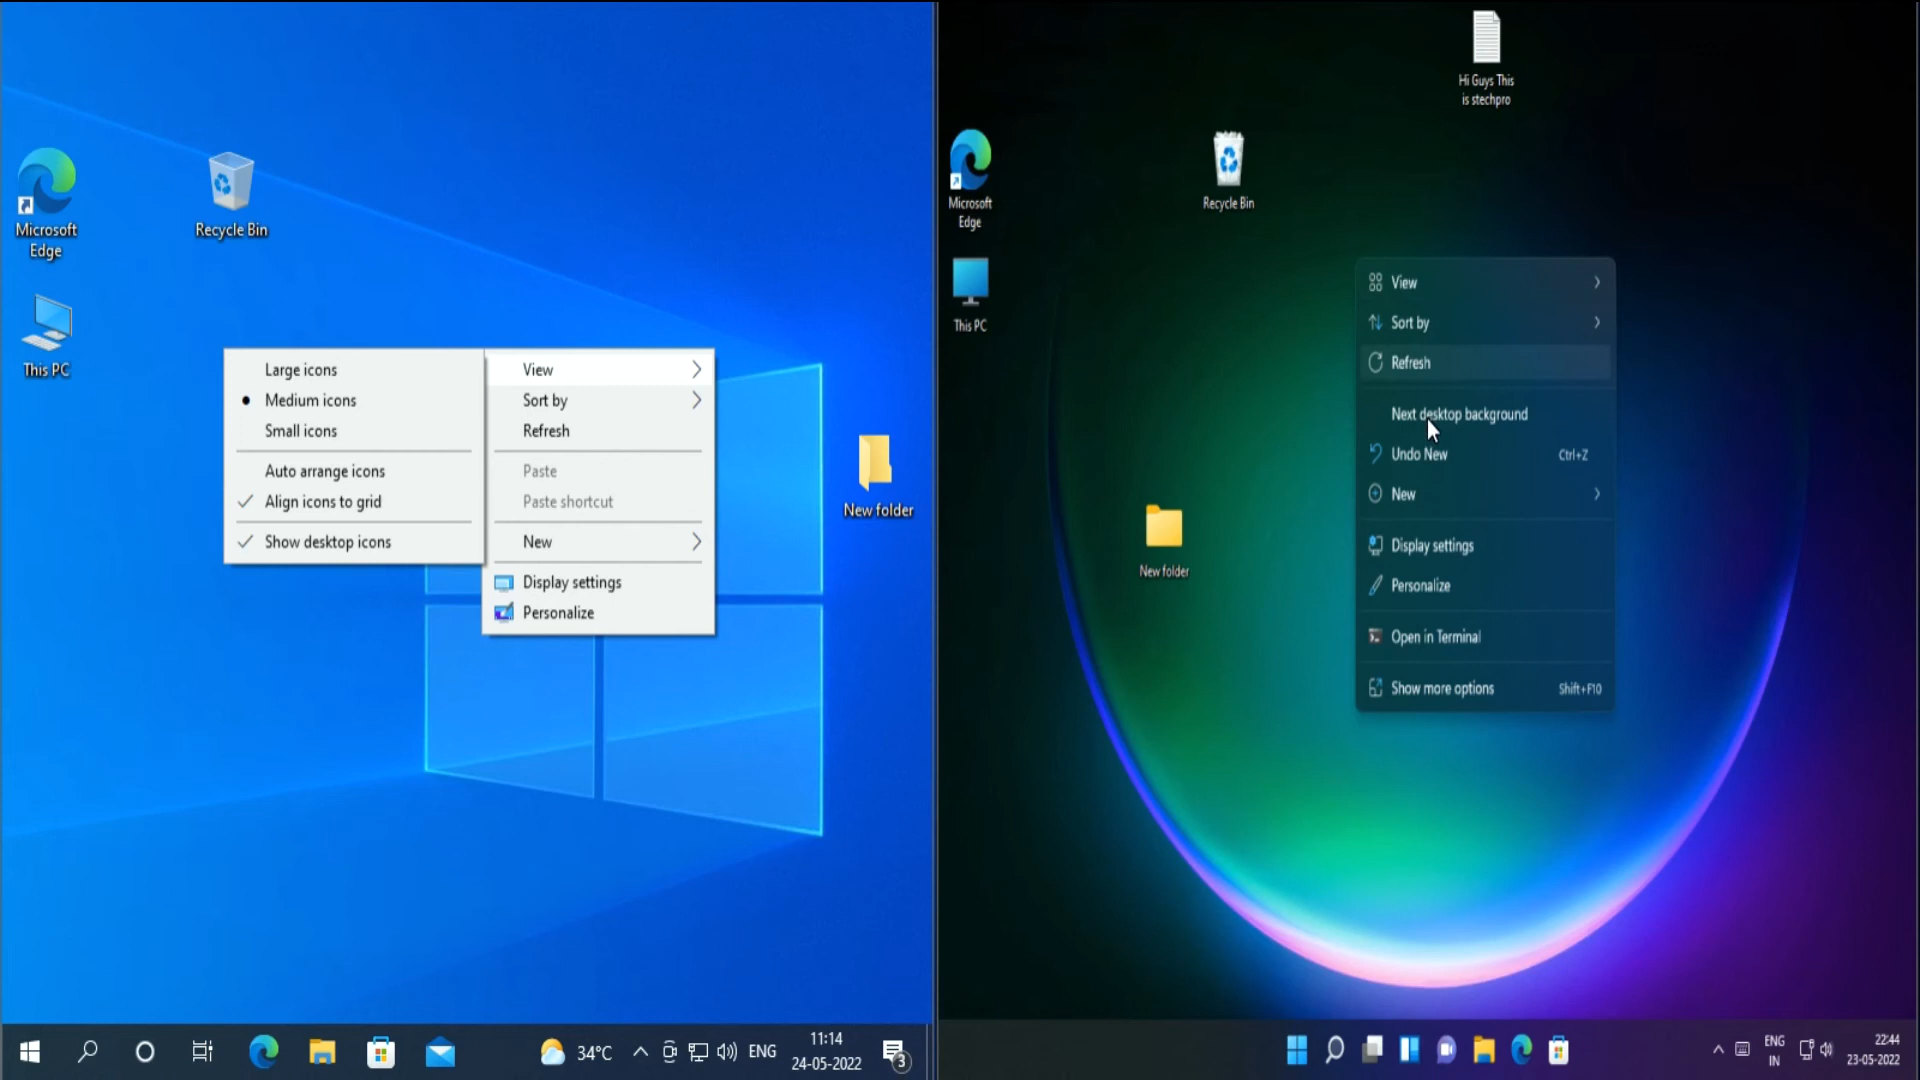 Microsoft
Edge
Recycle Bin
This PC
Large icons
Medium icons
Small icons
Auto arrange icons
Align icons to grid
Show desktop icons
View
Sort by
Refresh
Paste
Paste shortcut
New
Display settings
Personalize
New folder
34°C
ENG
11:14
24-05-2022
3
Hi Guys This
is stechpro
Microsoft
Edge
Recycle Bin
This PC
New folder
View
Sort by
Refresh
Next desktop background
Undo New Ctrl+Z
New
Display settings
Personalize
Open in Terminal
Show more options Shift+F10
ENG
IN
22:44
23-05-2022